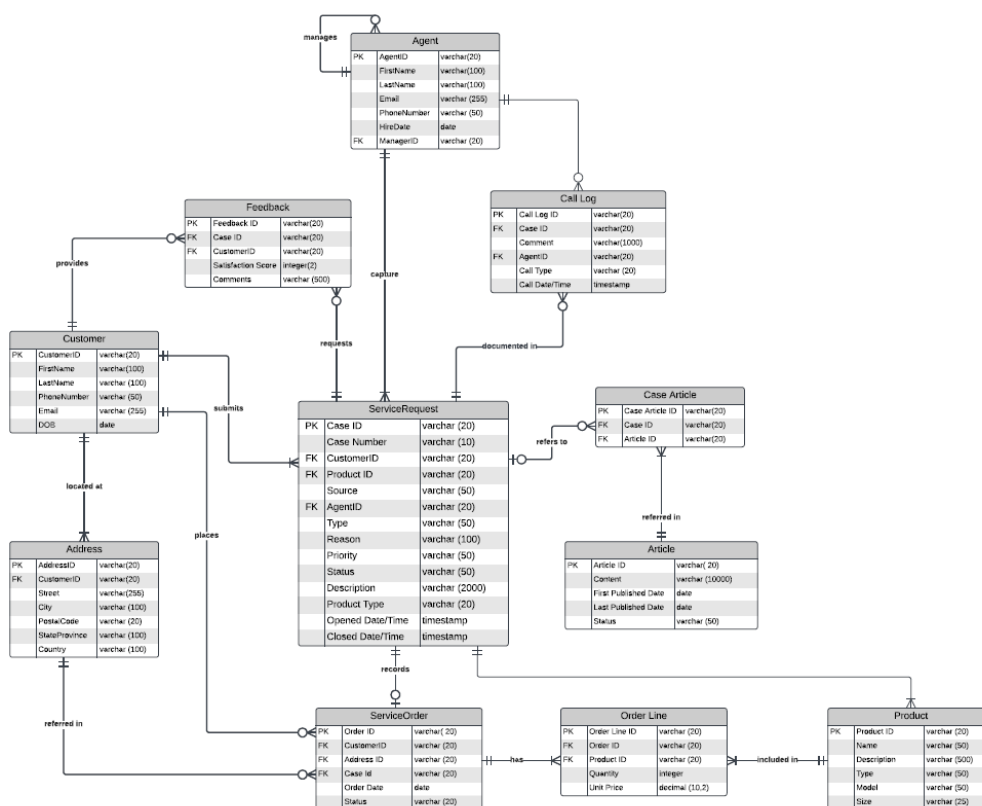 manages
Agent
PK AgentID varchar(20)
FirstName varchar(100)
LastName varchar(100)
Email varchar (255)
PhoneNumber varchar (50)
HireDate date
FK ManagerID varchar (20)
Feedback
PK Feedback ID varchar(20)
FK Case ID varchar(20)
FK CustomerID varchar(20)
Satisfaction Score integer(2)
Comments varchar (500)
Call Log
PK Call Log ID varchar(20)
FK Case ID varchar(20)
Comment varchar(1000)
FK AgentID varchar(20)
Call Type varchar (20)
Call Date/Time timestamp
provides
capture
requests
documented in
Customer
PK CustomerID varchar(20)
FirstName varchar(100)
LastName varchar (100)
PhoneNumber varchar (50)
Email varchar (255)
DOB date
submits
ServiceRequest
PK Case ID varchar (20)
Case Number varchar (10)
FK CustomerID varchar (20)
FK Product ID varchar (20)
Source varchar (50)
FK AgentID varchar (20)
Type varchar (50)
Reason varchar (100)
Priority varchar (50)
Status varchar (50)
Description varchar (2000)
Product Type varchar (20)
Opened Date/Time timestamp
Closed Date/Time timestamp
Case Article
PK Case Article ID varchar(20)
FK Case ID varchar(20)
FK Article ID varchar(20)
refers to
located at
referred in
places
Address
PK AddressID varchar(20)
FK CustomerID varchar(20)
Street varchar(255)
City varchar (100)
PostalCode varchar (20)
StateProvince varchar (100)
Country varchar (100)
Article
PK Article ID varchar( 20)
Content varchar (10000)
First Published Date date
Last Published Date date
Status varchar (50)
records
referred in
ServiceOrder
PK Order ID varchar( 20)
FK CustomerID varchar (20)
FK Address ID varchar (20)
FK Case Id varchar (20)
Order Date date
Status varchar (20)
has
Order Line
PK Order Line ID varchar (20)
FK Order ID varchar (20)
FK Product ID varchar (20)
Quantity integer
Unit Price decimal (10,2)
included in
Product
PK Product ID varchar (20)
Name varchar (50)
Description varchar (500)
Type varchar (50)
Model varchar (50)
Size varchar (25)